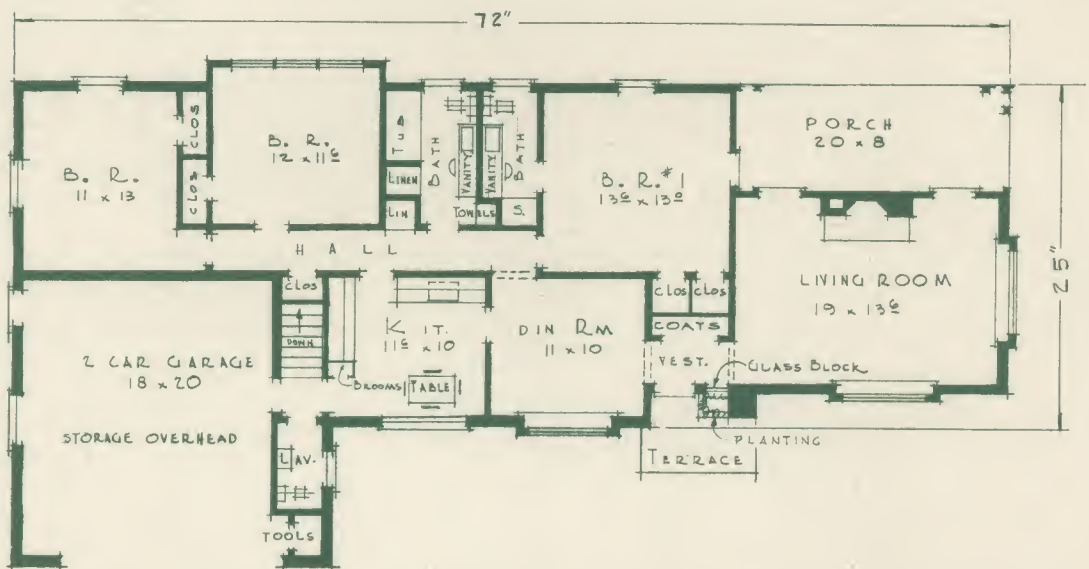 72"
CLOS
CLOS
B. R.
11 x 13
B. R.
12 x 11⁶
TUB
BATH
LINEN
LIN
VANITY
TOWELS
VANITY
BATH
S.
B. R. #1
13⁶ x 13⁰
PORCH
20 x 8
25"
HALL
LIVING ROOM
19 x 13⁶
CLOS
DOWN
KIT.
11⁶ x 10
BROOMS
TABLE
DIN RM
11 x 10
CLOS
CLOS
COATS
VEST.
GLASS BLOCK
PLANTING
TERRACE
2 CAR GARAGE
18 x 20
STORAGE OVERHEAD
LAV.
TOOLS